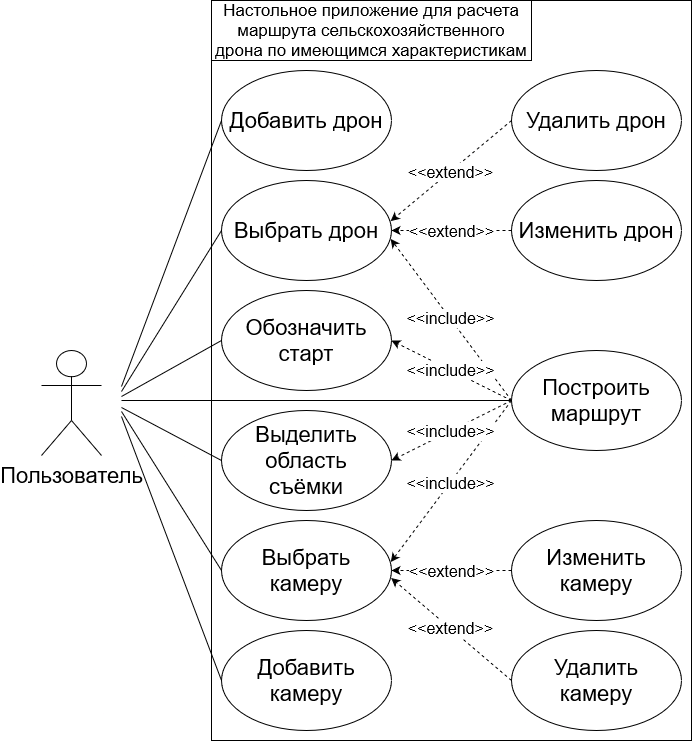 Настольное приложение для расчета
маршрута сельскохозяйственного
дрона по имеющимся характеристикам
Добавить дрон
Удалить дрон
<<extend>>
Выбрать дрон
<<extend>>
Изменить дрон
Обозначить
старт
<<include>>
<<include>>
Построить
маршрут
Пользователь
Выделить
область
съёмки
<<include>>
<<include>>
Выбрать
камеру
<<extend>>
Изменить
камеру
<<extend>>
Добавить
камеру
Удалить
камеру